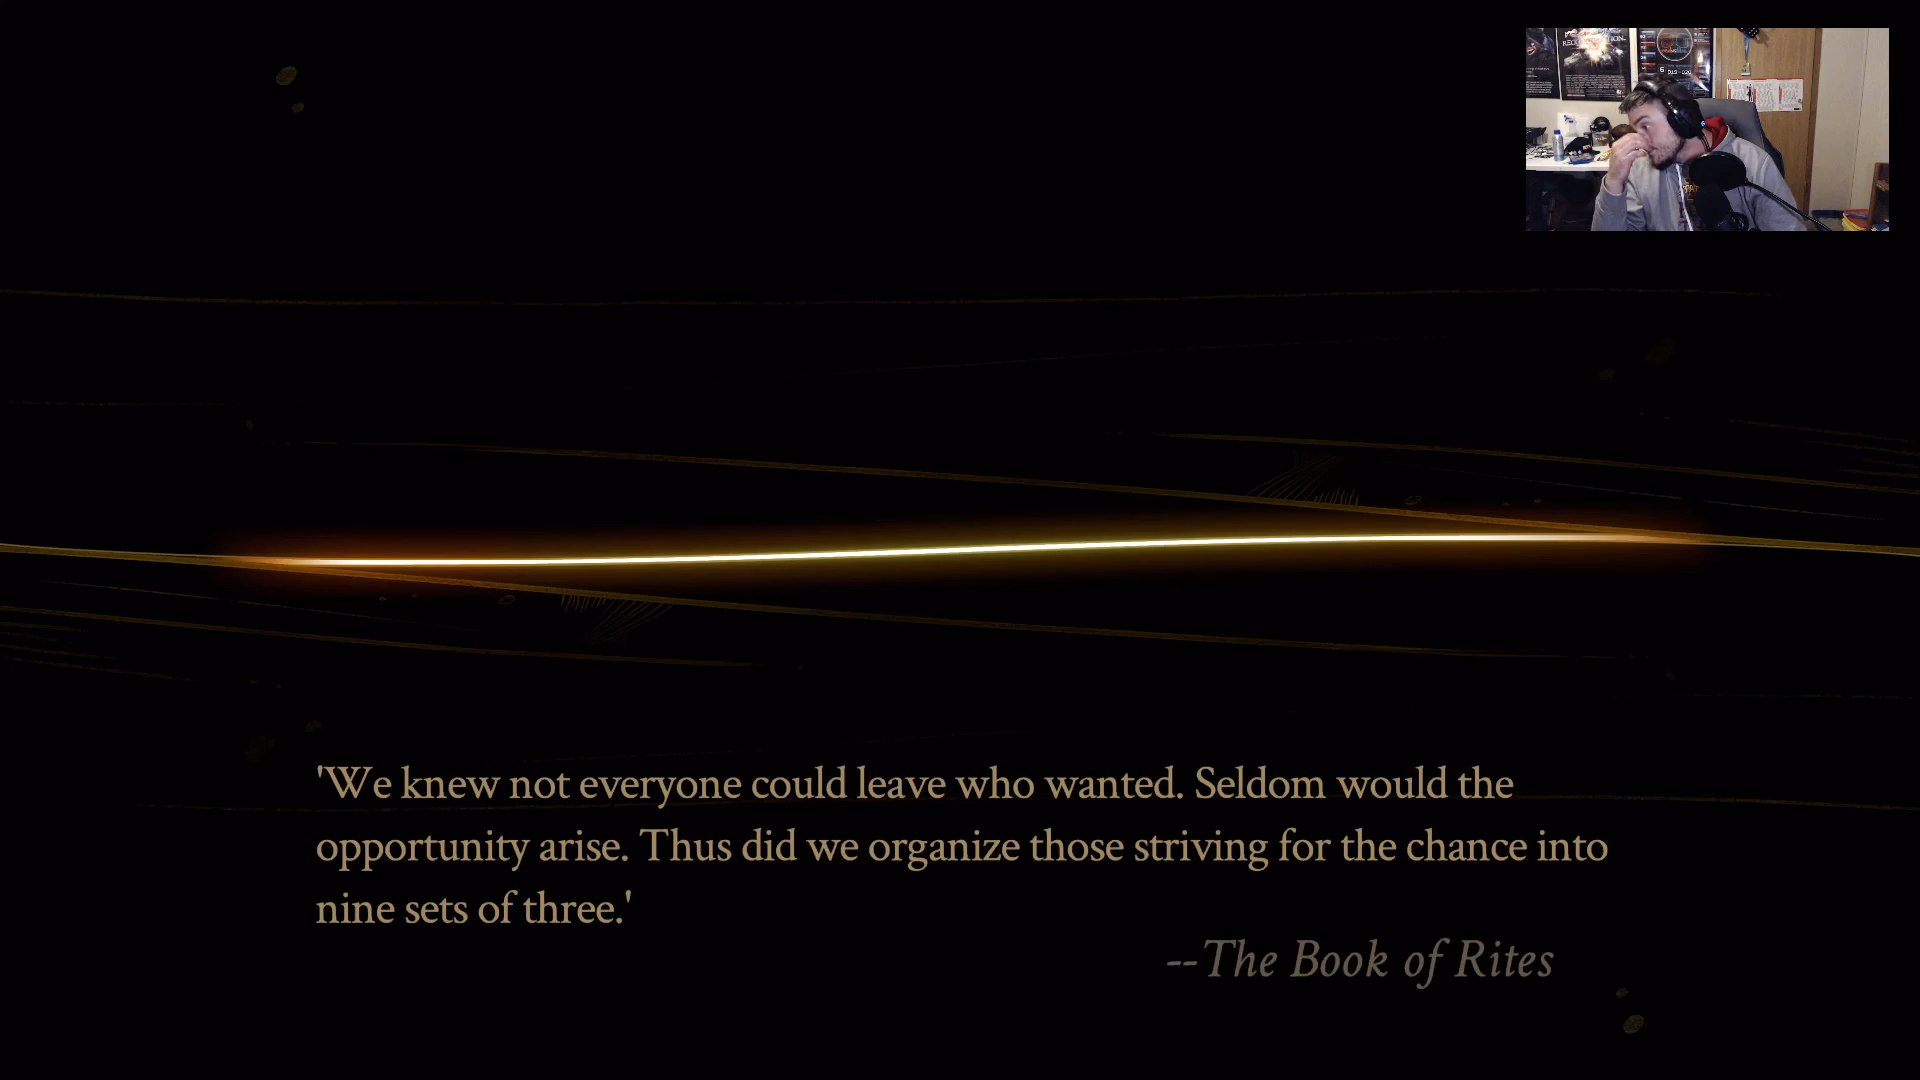 'We knew not everyone could leave who wanted. Seldom would the
opportunity arise. Thus did we organize those striving for the chance into
nine sets of three.'
--The Book of Rites